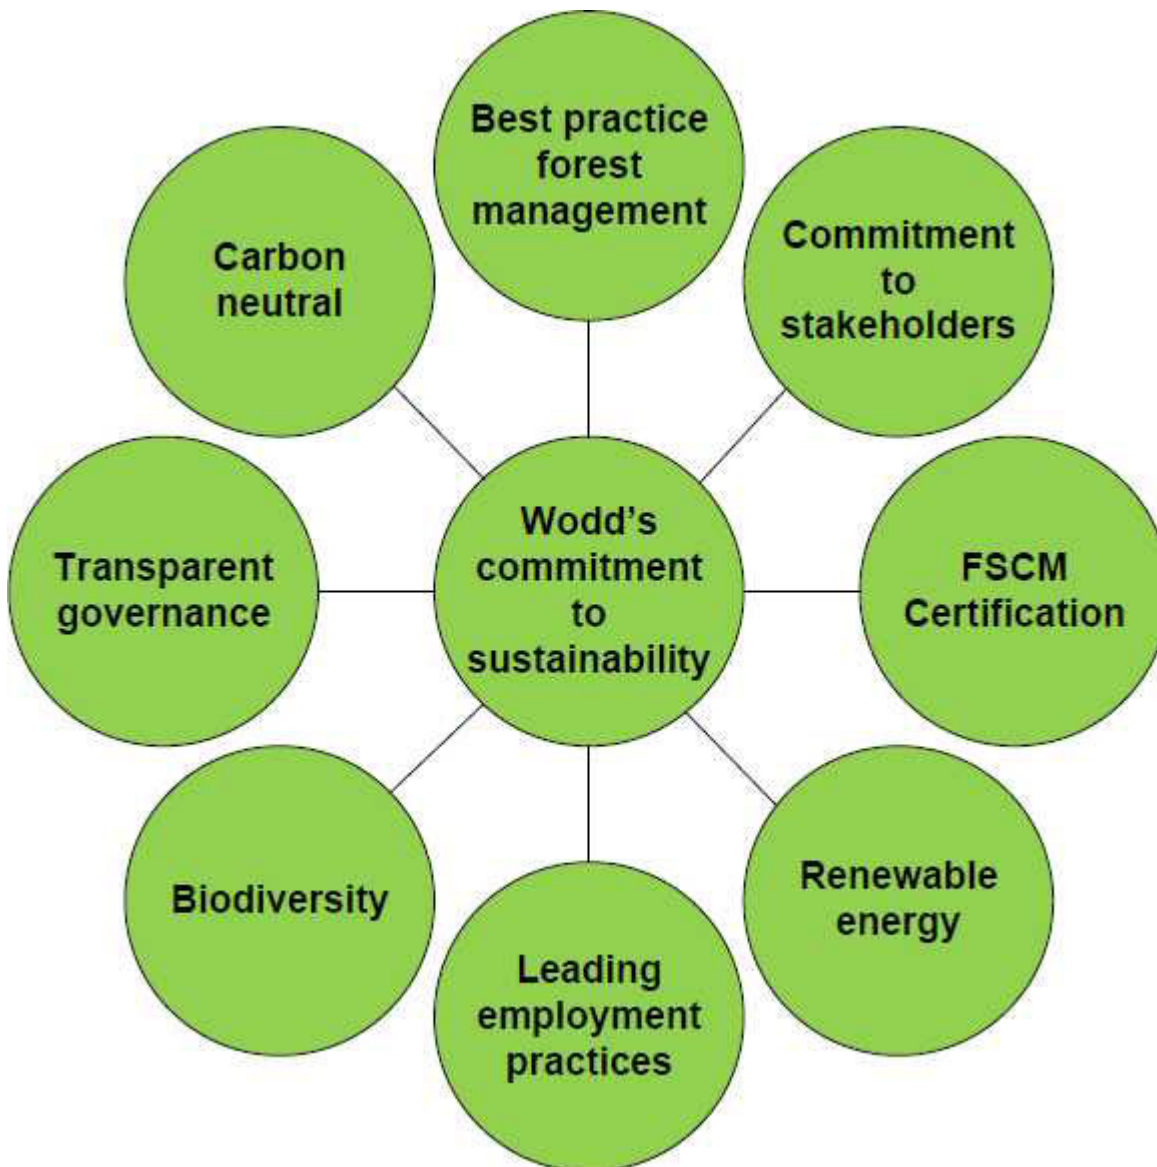 Best practice
forest
management
Commitment
to
stakeholders
FSCM
Certification
Renewable
energy
Leading
employment
practices
Biodiversity
Transparent
governance
Carbon
neutral
Wodd’s
commitment
to
sustainability